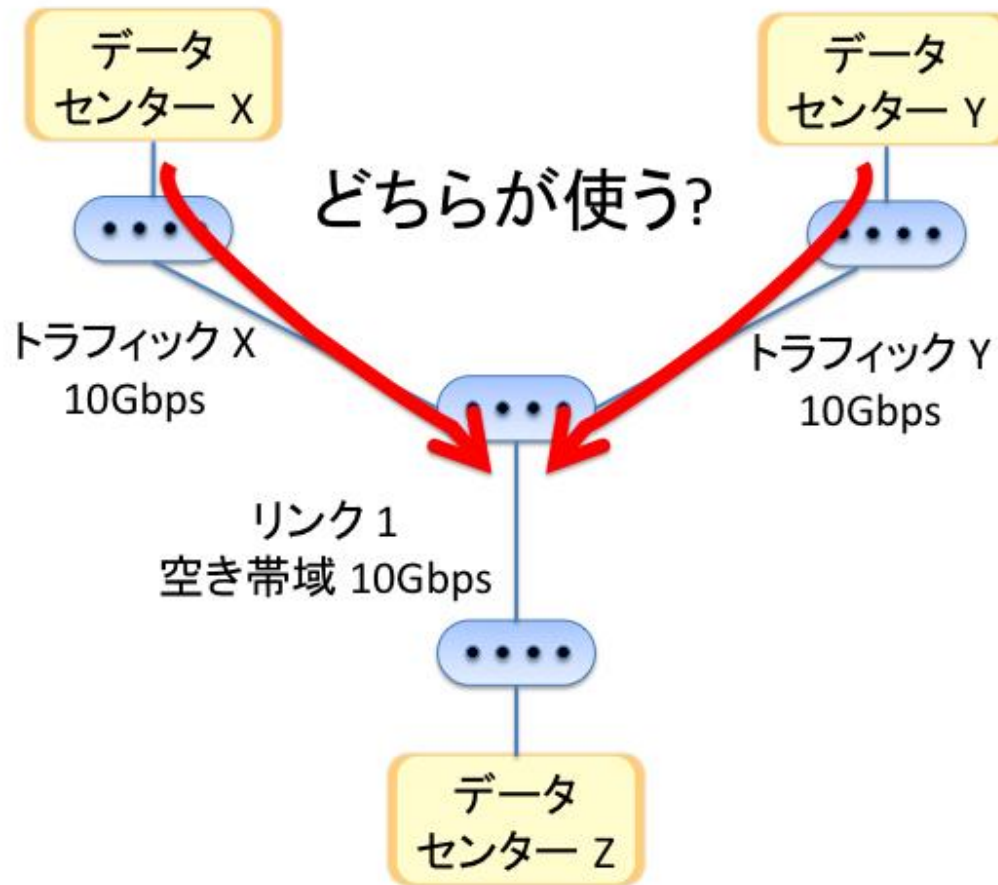 データ
センター X
データ
センター Y
どちらが使う?
トラフィック X
10Gbps
トラフィック Y
10Gbps
リンク 1
空き帯域 10Gbps
データ
センター Z